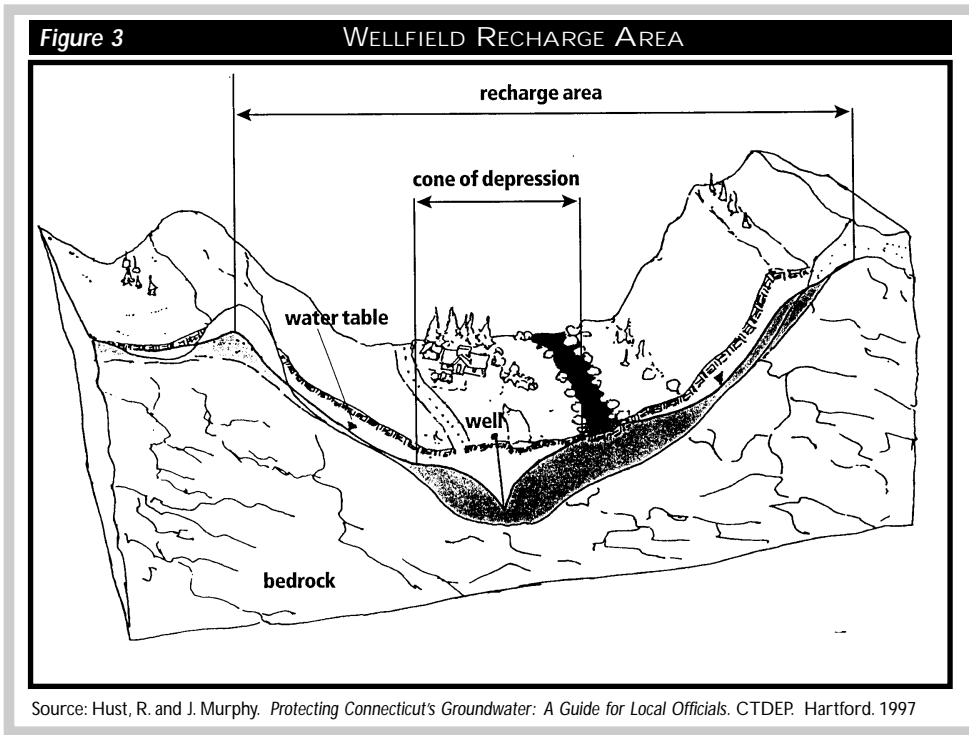 Figure 3 WELLFIELD RECHARGE AREA
recharge area
cone of depression
water table
well
bedrock
Source: Hust, R. and J. Murphy. Protecting Connecticut's Groundwater: A Guide for Local Officials. CTDEP. Hartford. 1997